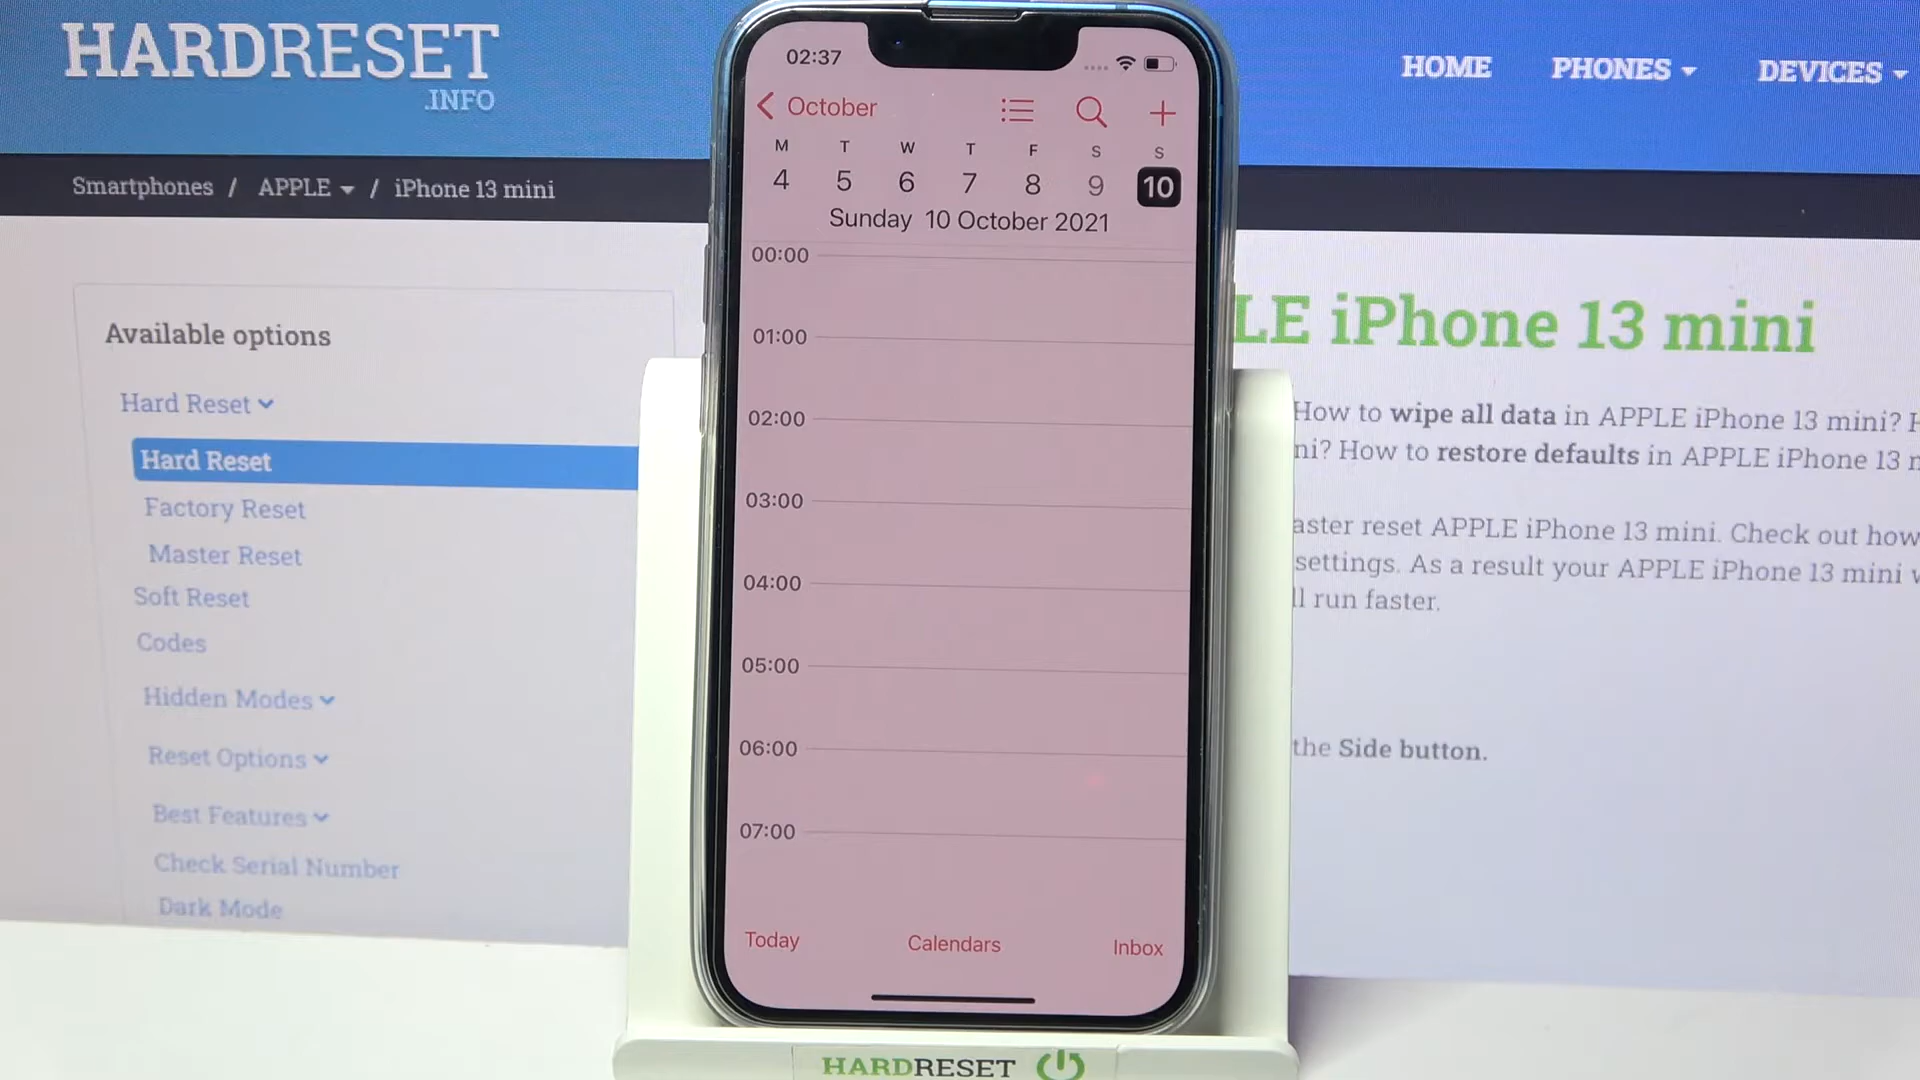 HARDRESET
.INFO
HOME PHONES DEVICES
Smartphones / APPLE / iPhone 13 mini
Available options
Hard Reset
Hard Reset
Factory Reset
Master Reset
Soft Reset
Codes
Hidden Modes
Reset Options
Best Features
Check Serial Number
Dark Mode
02:37
October
M T W T F S S
4 5 6 7 8 9 10
Sunday 10 October 2021
00:00
01:00
02:00
03:00
04:00
05:00
06:00
07:00
Today Calendars Inbox
HARDRESET
LE iPhone 13 mini
How to wipe all data in APPLE iPhone 13 mini? H
ni? How to restore defaults in APPLE iPhone 13 m
aster reset APPLE iPhone 13 mini. Check out how
settings. As a result your APPLE iPhone 13 mini w
ll run faster.
the Side button.